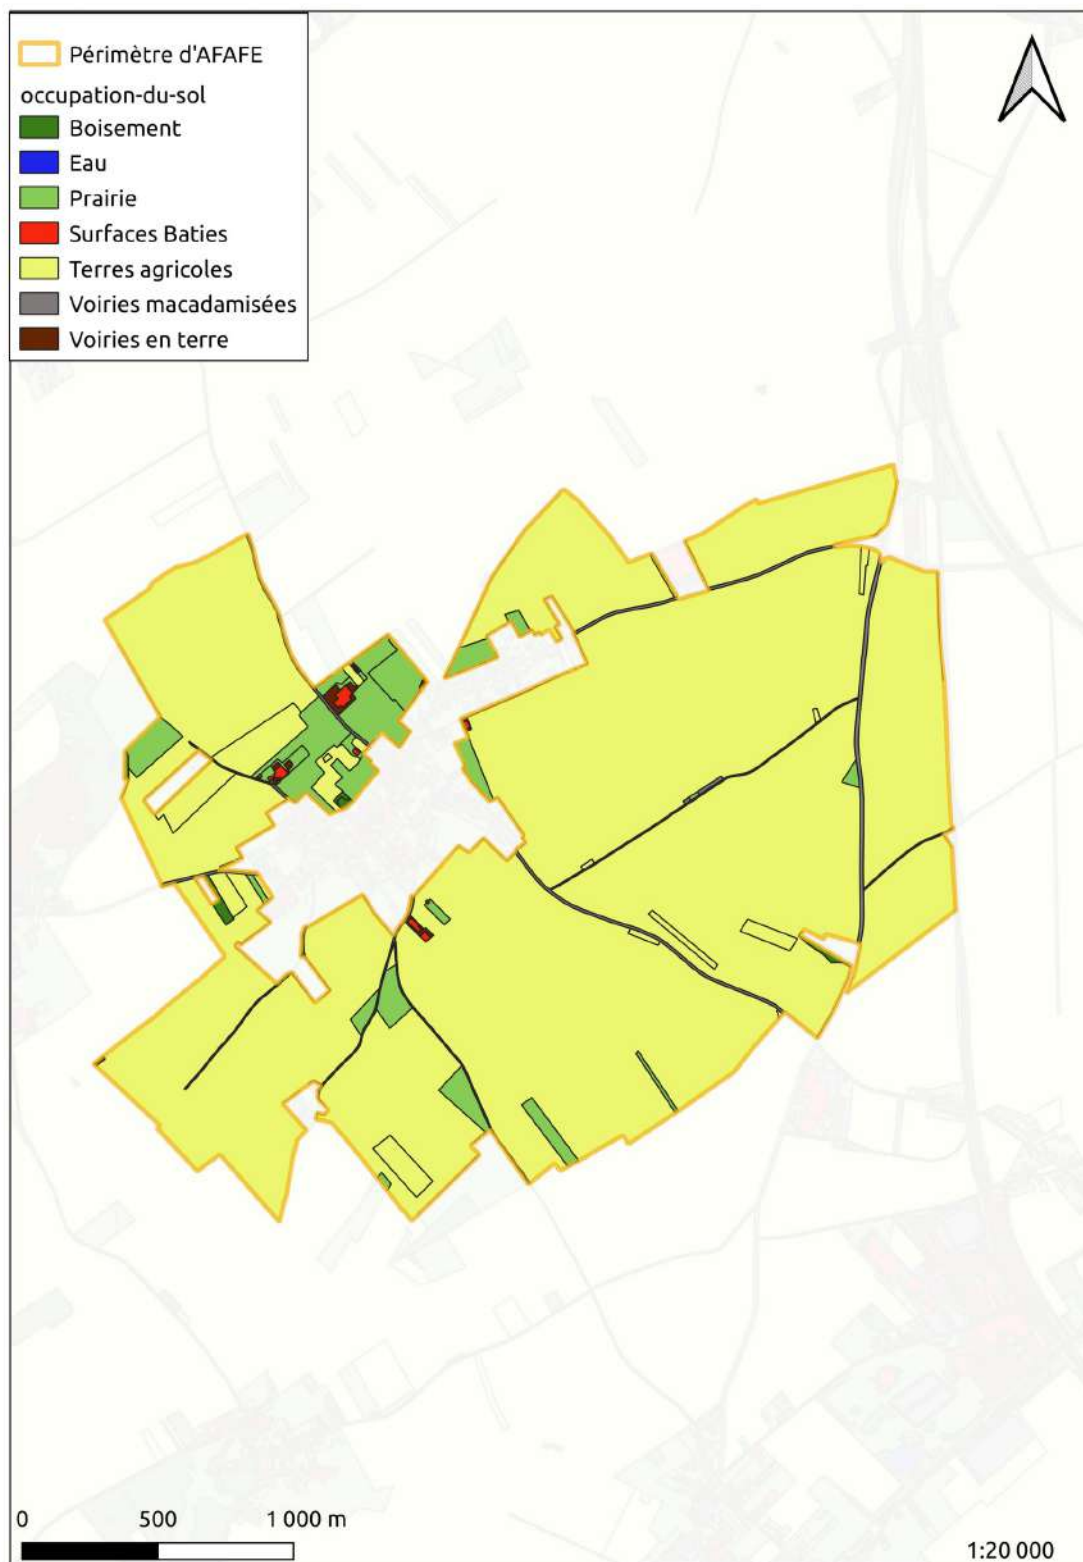 Périmètre d'AFAFE
occupation-du-sol
Boisement
Eau
Prairie
Surfaces Baties
Terres agricoles
Voiries macadamisées
Voiries en terre
0 500 1 000 m
1:20 000